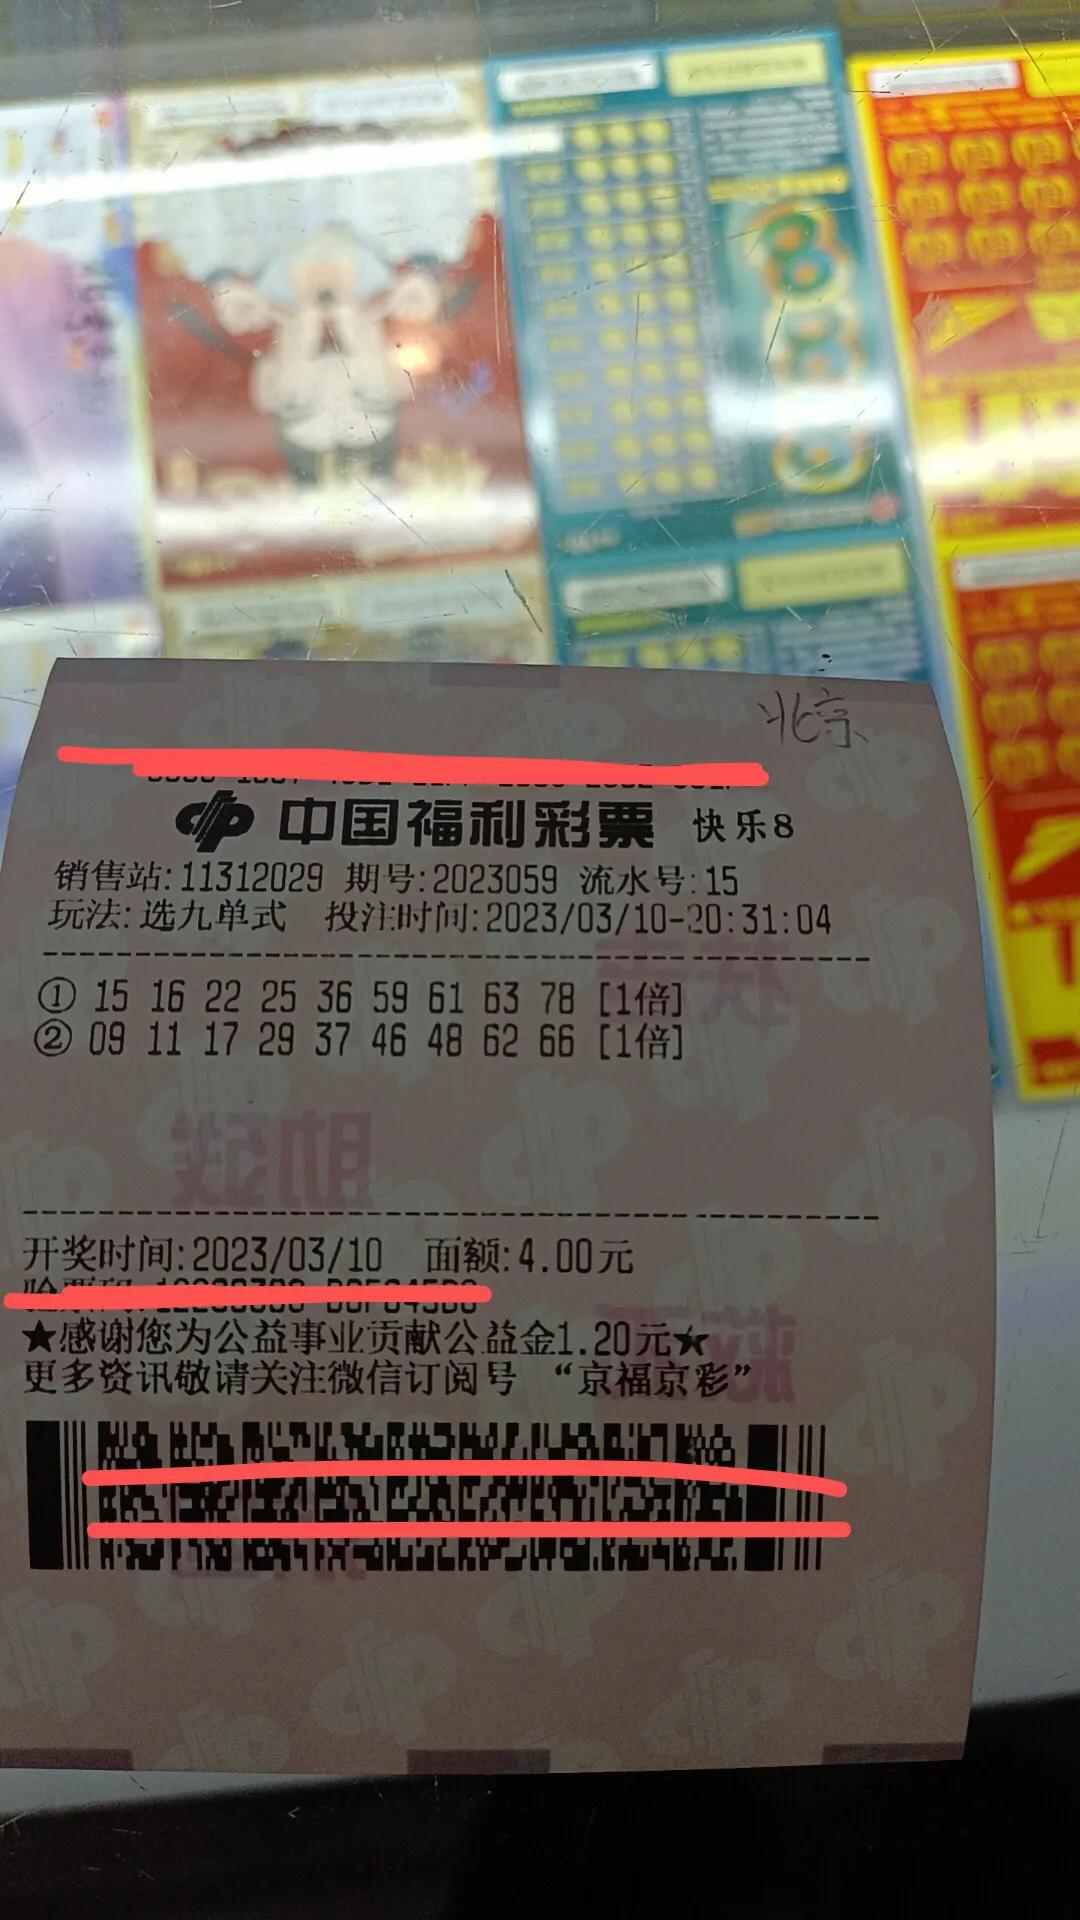 北京
中国福利彩票 快乐8
销售站:11312029 期号:2023059 流水号:15
玩法:选九单式 投注时间:2023/03/10-20:31:04
① 15 16 22 25 36 59 61 63 78 [1倍]
② 09 11 17 29 37 46 48 62 66 [1倍]
开奖时间:2023/03/10 面额:4.00元
★感谢您为公益事业贡献公益金1.20元★
更多资讯敬请关注微信订阅号 “京福京彩”